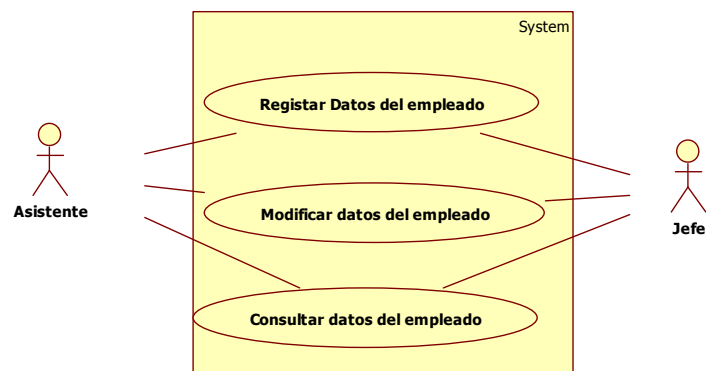 System
Registar Datos del empleado
Asistente
Modificar datos del empleado
Jefe
Consultar datos del empleado